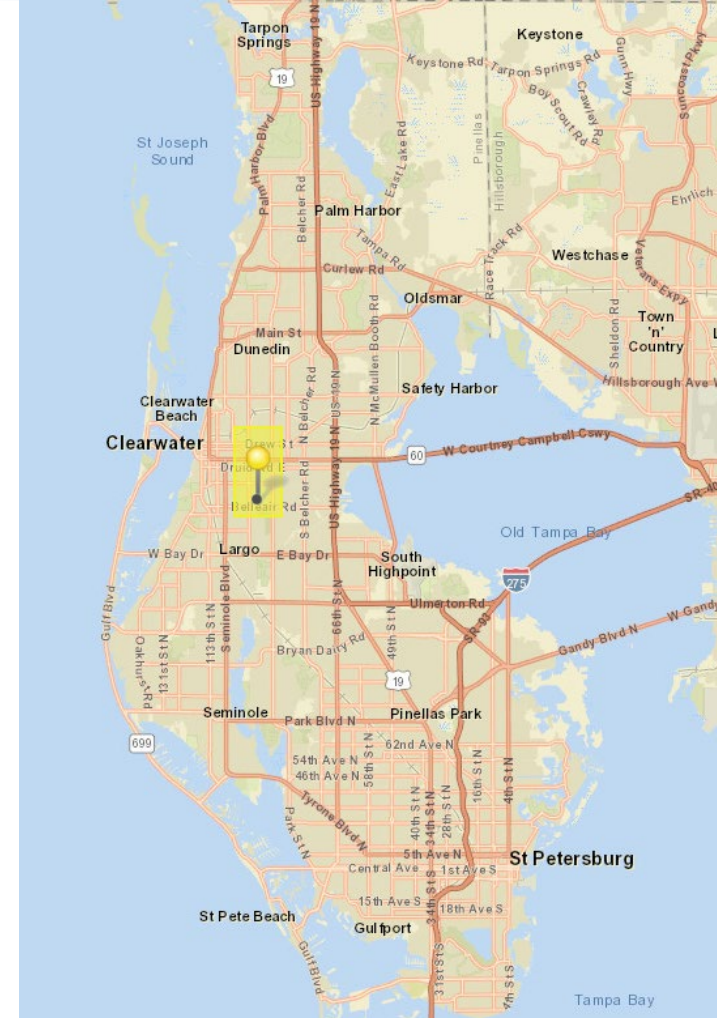 Tarpon
Springs
Keystone
19
US Highway 19 N
Keystone Rd
Tarpon Springs Rd
Gunn Hwy
Suncoast Pkwy
Boy Scout Rd
Crawley Rd
St Joseph
Sound
Palm Harbor Blvd
East Lake Rd
Pinellas
Hillsborough
Belcher Rd
Palm Harbor
Ehrlich
Tampa Rd
Race Track Rd
Westchase
Veterans Expy
Curlew Rd
Oldsmar
Main St
Dunedin
N McMullen Booth Rd
Sheldon Rd
Town
'n'
Country
L
N Belcher Rd
US 19 N
Safety Harbor
Hillsborough Ave W
Clearwater
Beach
Clearwater
Drew St
60
W Courtney Campbell Cswy
Druid Rd E
S Belcher Rd
US Highway 19 N
SR-60
Belleair Rd
Old Tampa Bay
W Bay Dr
Largo
E Bay Dr
South
Highpoint
275
Gulf Blvd
113th St N
Seminole Blvd
66th St N
49th St N
Ulmerton Rd
SR-93
W Gandy
Gandy Blvd N
Oakhurst Rd
131st St N
Bryan Dairy Rd
19
Seminole
Park Blvd N
Pinellas Park
699
62nd Ave N
54th Ave N
46th Ave N
58th St N
16th St N
4th St N
Tyrone Blvd N
40th St N
34th St N
28th St N
Park St N
5th Ave N
St Petersburg
Central Ave
1st Ave S
15th Ave S
34th St S
18th Ave S
St Pete Beach
Gulfport
Gulf Blvd
31st St S
4th St S
Tampa Bay